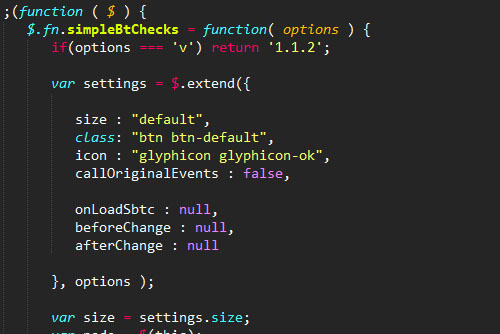 ;(function ( $ ) {
$.fn.simpleBtChecks = function( options ) {
if(options === 'v') return '1.1.2';
var settings = $.extend({
size : "default",
class: "btn btn-default",
icon : "glyphicon glyphicon-ok",
callOriginalEvents : false,
onLoadSbtc : null,
beforeChange : null,
afterChange : null
}, options );
var size = settings.size;